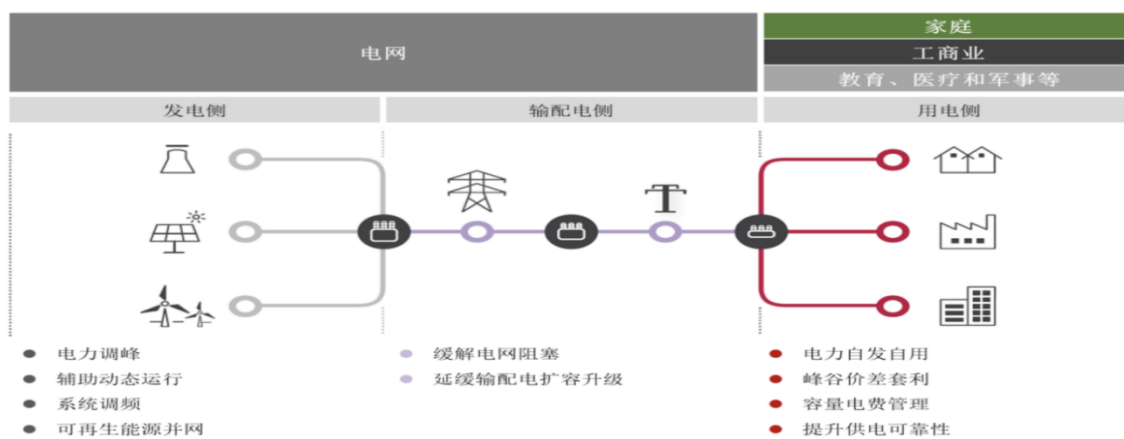 电网
家庭
工商业
教育、医疗和军事等
发电侧
输配电侧
用电侧
电力调峰
辅助动态运行
系统调频
可再生能源并网
缓解电网阻塞
延缓输配电扩容升级
电力自发自用
峰谷价差套利
容量电费管理
提升供电可靠性